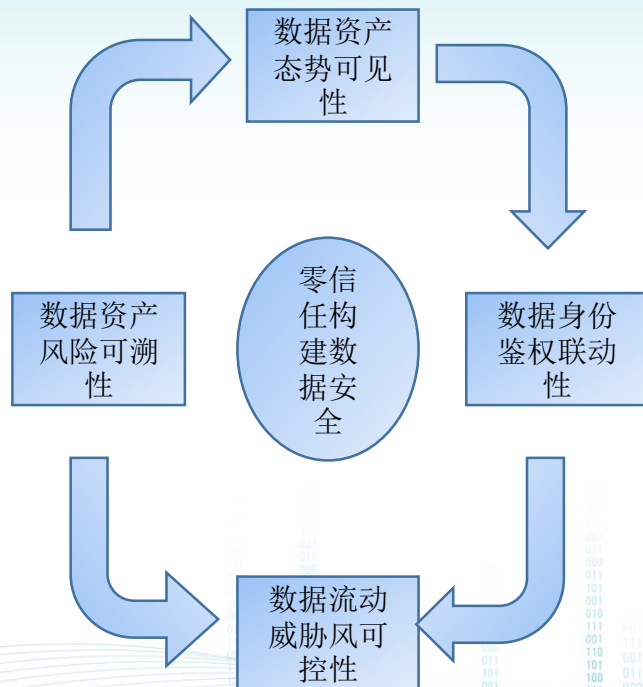 数据资产
态势可见
性
零信
任构
建数
据安
全
数据资产
风险可溯
性
数据身份
鉴权联动
性
数据流动
威胁风可
控性